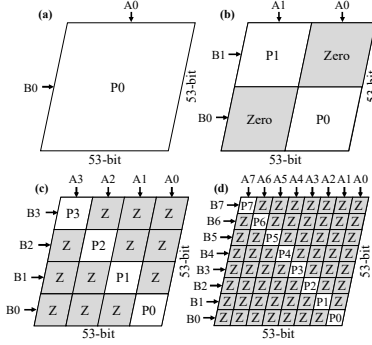 (a)
A0
B0
P0
53-bit
53-bit
(b)
A1 A0
B1 P1 Zero
B0 Zero P0
53-bit
53-bit
(c)
A3 A2 A1 A0
B3 P3 Z Z Z
B2 Z P2 Z Z
B1 Z Z P1 Z
B0 Z Z Z P0
53-bit
53-bit
(d)
A7 A6 A5 A4 A3 A2 A1 A0
B7 P7 Z Z Z Z Z Z Z
B6 Z P6 Z Z Z Z Z Z
B5 Z Z P5 Z Z Z Z Z
B4 Z Z Z P4 Z Z Z Z
B3 Z Z Z Z P3 Z Z Z
B2 Z Z Z Z Z P2 Z Z
B1 Z Z Z Z Z Z P1 Z
B0 Z Z Z Z Z Z Z P0
53-bit
53-bit